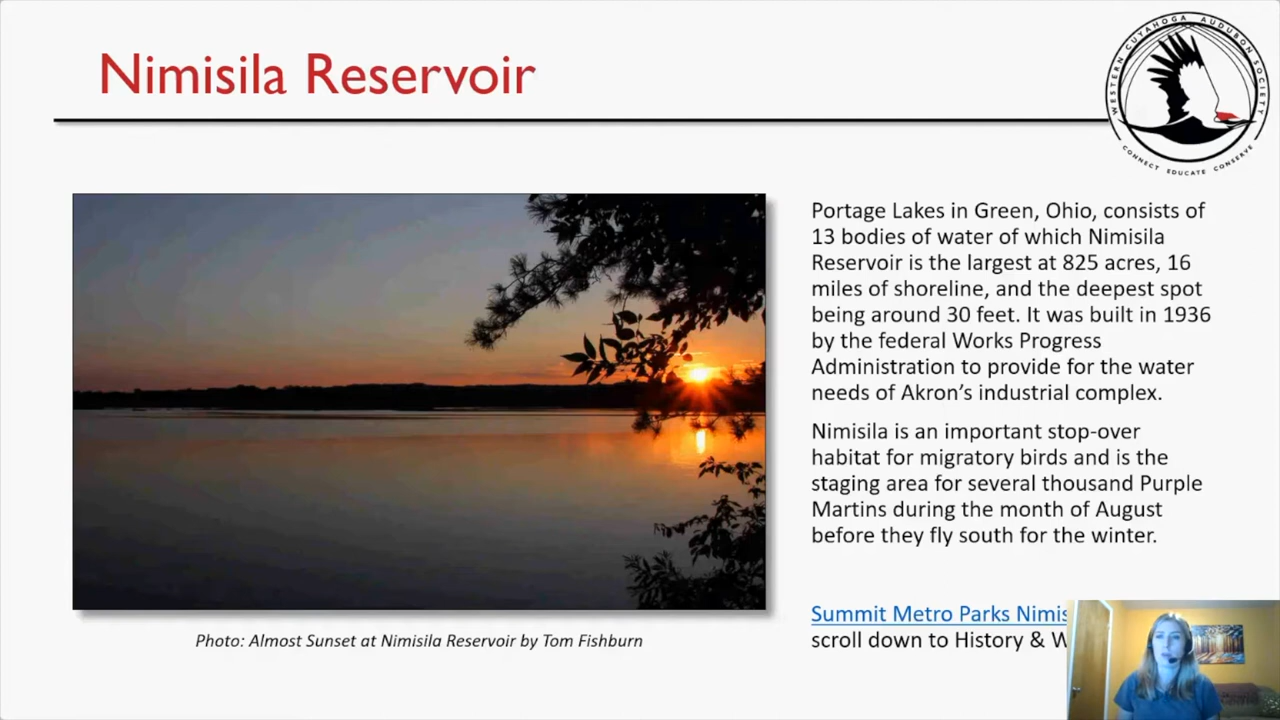 Nimisila Reservoir
WESTERN CUYAHOGA AUDUBON SOCIETY
CONNECT EDUCATE CONSERVE
Portage Lakes in Green, Ohio, consists of
13 bodies of water of which Nimisila
Reservoir is the largest at 825 acres, 16
miles of shoreline, and the deepest spot
being around 30 feet. It was built in 1936
by the federal Works Progress
Administration to provide for the water
needs of Akron’s industrial complex.
Nimisila is an important stop-over
habitat for migratory birds and is the
staging area for several thousand Purple
Martins during the month of August
before they fly south for the winter.
Summit Metro Parks Nimis
scroll down to History & W
Photo: Almost Sunset at Nimisila Reservoir by Tom Fishburn